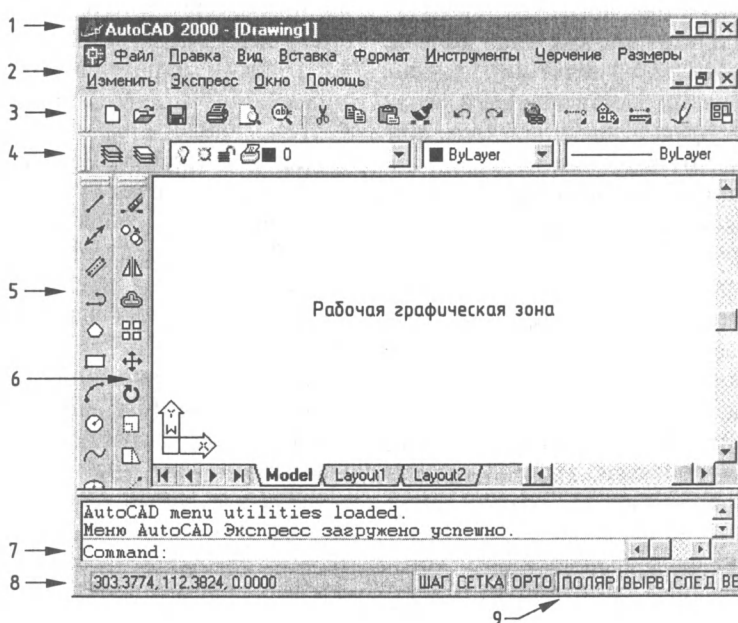 1
AutoCAD 2000 - [Drawing1]
Файл Правка Вид Вставка Формат Инструменты Черчение Размеры
2
Изменить Экспресс Окно Помощь
3
4
0
ByLayer
ByLayer
5
Рабочая графическая зона
6
Y
W
X
Model Layout1 Layout2
AutoCAD menu utilities loaded.
Меню AutoCAD Экспресс загружено успешно.
7
Command:
8
303.3774, 112.3824, 0.0000
ШАГ СЕТКА ОРТО ПОЛЯР ВЫРВ СЛЕД ВЕ
9